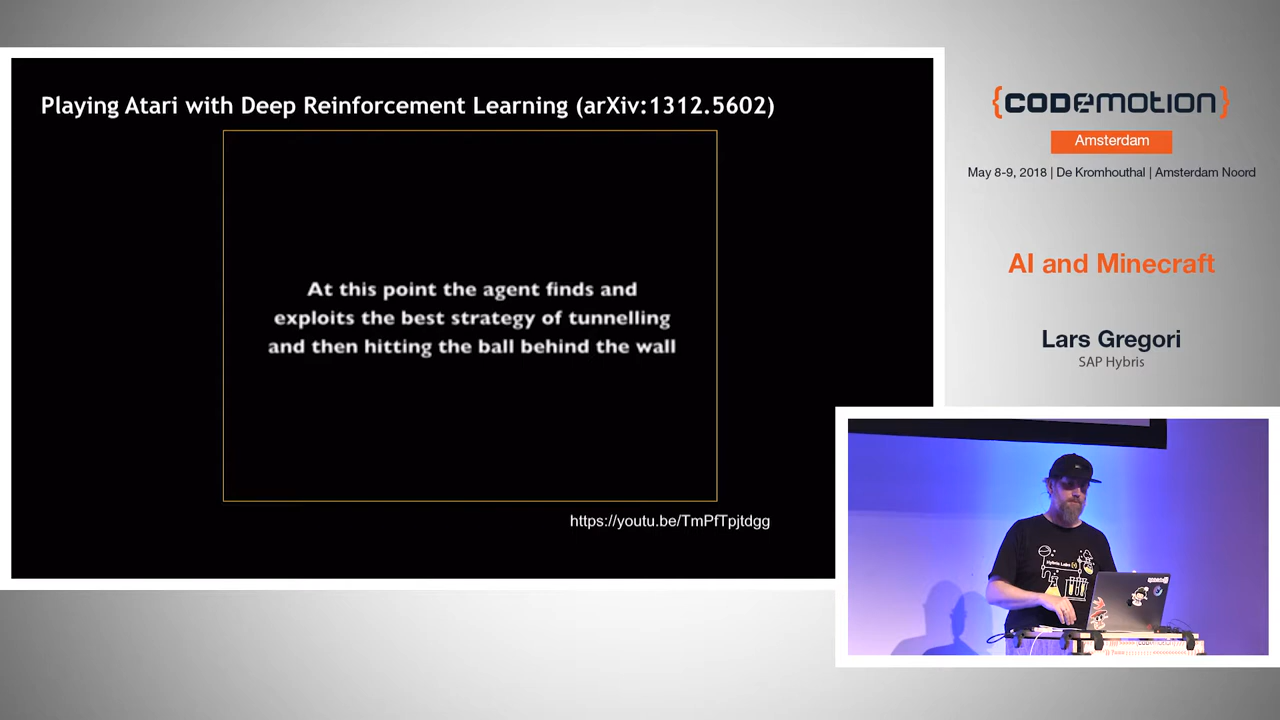 Playing Atari with Deep Reinforcement Learning (arXiv:1312.5602)
At this point the agent finds and
exploits the best strategy of tunnelling
and then hitting the ball behind the wall
https://youtu.be/TmPfTpjtdgg
{CODEMOTION}
Amsterdam
May 8-9, 2018 | De Kromhouthal | Amsterdam Noord
AI and Minecraft
Lars Gregori
SAP Hybris
Hybris Labs